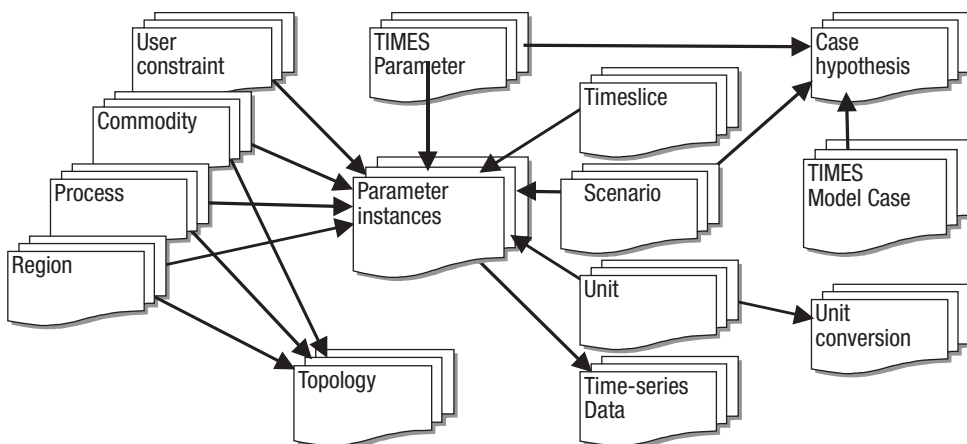 User
constraint
TIMES
Parameter
Case
hypothesis
Timeslice
Commodity
Process
Parameter
instances
Scenario
TIMES
Model Case
Region
Unit
Unit
conversion
Topology
Time-series
Data